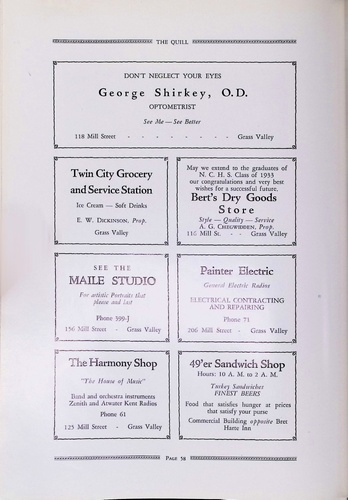 THE QUILL
DON'T NEGLECT YOUR EYES
George Shirkey, O.D.
OPTOMETRIST
See Me — See Better
118 Mill Street - - - - - - - Grass Valley
Twin City Grocery
and Service Station
Ice Cream — Soft Drinks
E. W. DICKINSON, Prop.
Grass Valley
May we extend to the graduates of
N. C. H. S. Class of 1933
our congratulations and very best
wishes for a successful future.
Bert's Dry Goods
Store
Style — Quality — Service
A. G. CHEGWIDDEN, Prop.
Mill St. - - Grass Valley
SEE THE
MAILE STUDIO
For artistic Portraits that
please and last
Phone 399-J
156 Mill Street - Grass Valley
Painter Electric
General Electric Radios
ELECTRICAL CONTRACTING
AND REPAIRING
Phone 71
206 Mill Street - Grass Valley
The Harmony Shop
"The House of Music"
Band and orchestra instruments
Zenith and Atwater Kent Radios
Phone 61
125 Mill Street - Grass Valley
49'er Sandwich Shop
Hours: 10 A. M. to 2 A. M.
Turkey Sandwiches
FINEST BEERS
Food that satisfies hunger at prices
that satisfy your purse
Commercial Building opposite Bret
Harte Inn
PAGE 58